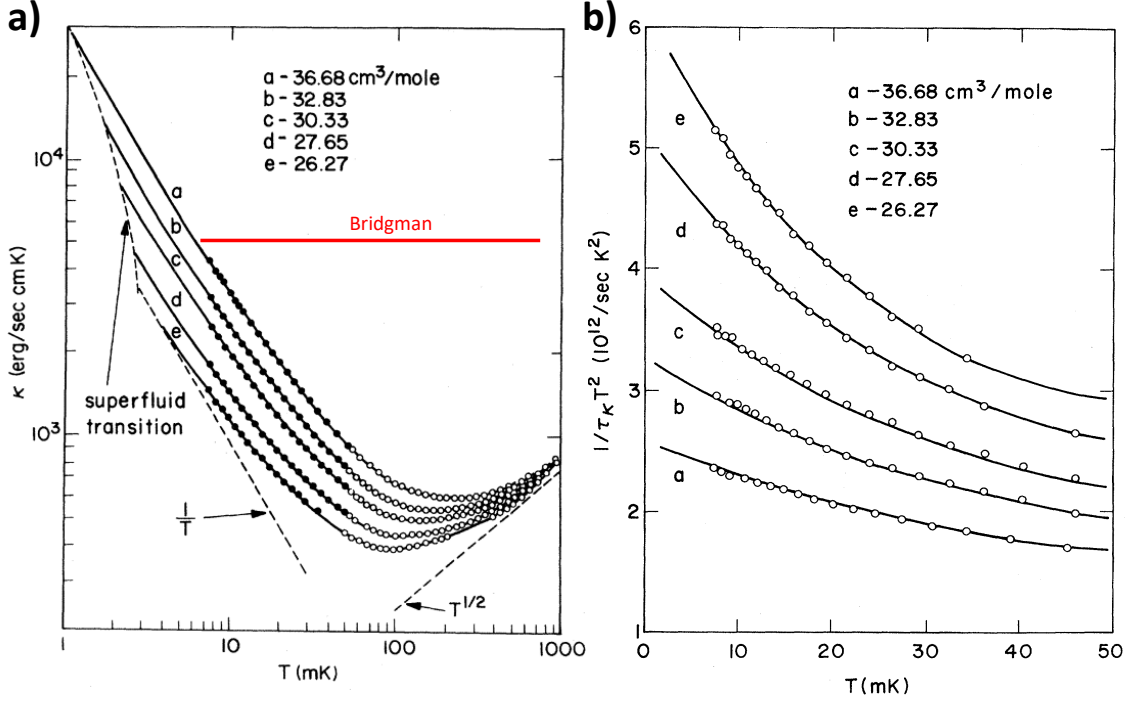 a)
a - 36.68 cm³/mole
b - 32.83
c - 30.33
d - 27.65
e - 26.27
10⁴
10³
a
b
c
d
e
Bridgman
superfluid
transition
1
T
T^1/2
κ (erg/sec cm K)
1
10
100
1000
T (mK)
b)
a - 36.68 cm³/mole
b - 32.83
c - 30.33
d - 27.65
e - 26.27
6
5
4
3
2
1
e
d
c
b
a
1/τκT² (10¹²/sec K²)
0
10
20
30
40
50
T(mK)